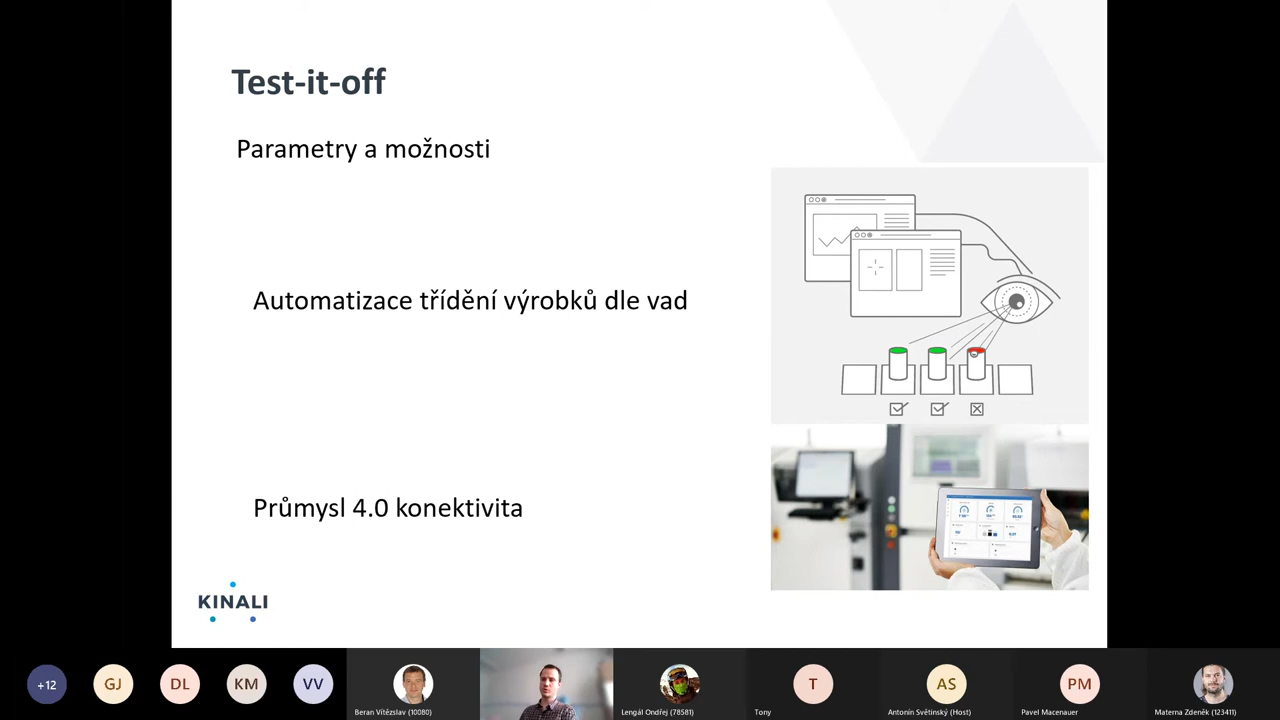 Test-it-off
Parametry a možnosti
Automatizace třídění výrobků dle vad
Průmysl 4.0 konektivita
KINALI
+12
GJ
DL
KM
VV
T
AS
PM
Beran Vítězslav (10080)
Lengál Ondřej (78581)
Tony
Antonín Světinský (Host)
Pavel Macenauer
Materna Zdeněk (123411)